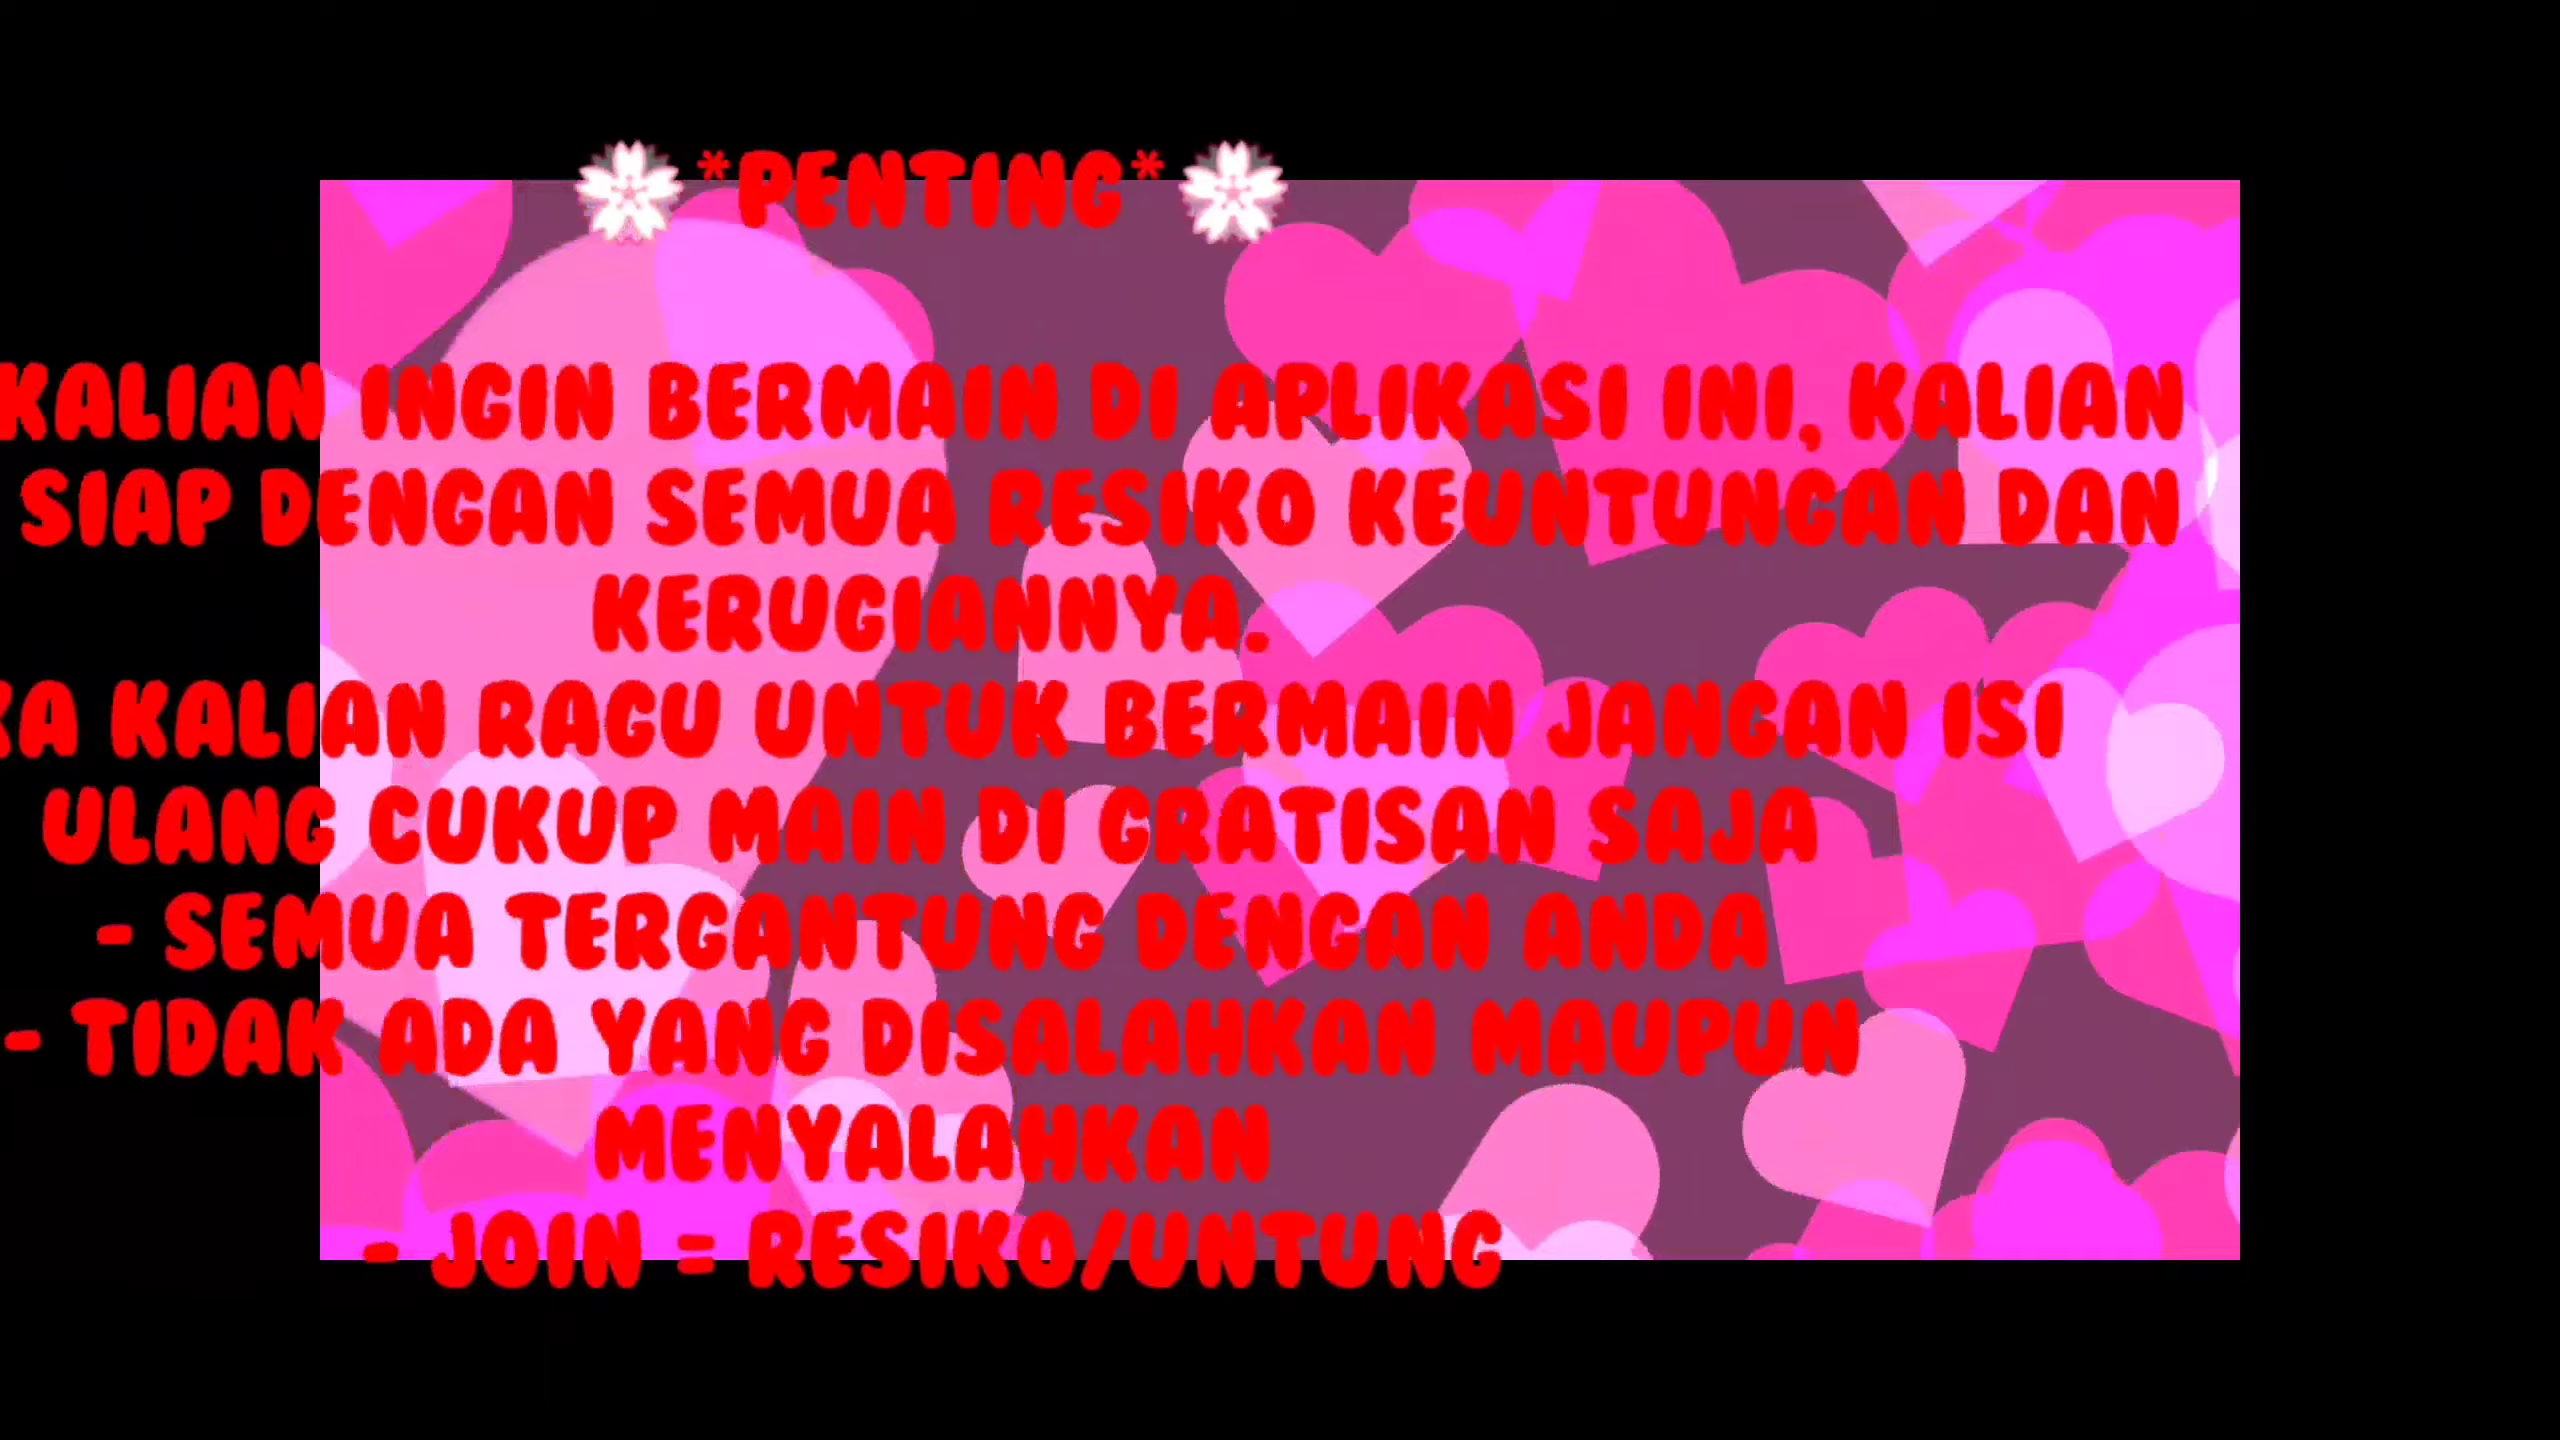 *PENTING*
KALIAN INGIN BERMAIN DI APLIKASI INI, KALIAN
SIAP DENGAN SEMUA RESIKO KEUNTUNGAN DAN
KERUGIANNYA.
KA KALIAN RAGU UNTUK BERMAIN JANGAN ISI
ULANG CUKUP MAIN DI GRATISAN SAJA
- SEMUA TERGANTUNG DENGAN ANDA
- TIDAK ADA YANG DISALAHKAN MAUPUN
MENYALAHKAN
- JOIN = RESIKO/UNTUNG